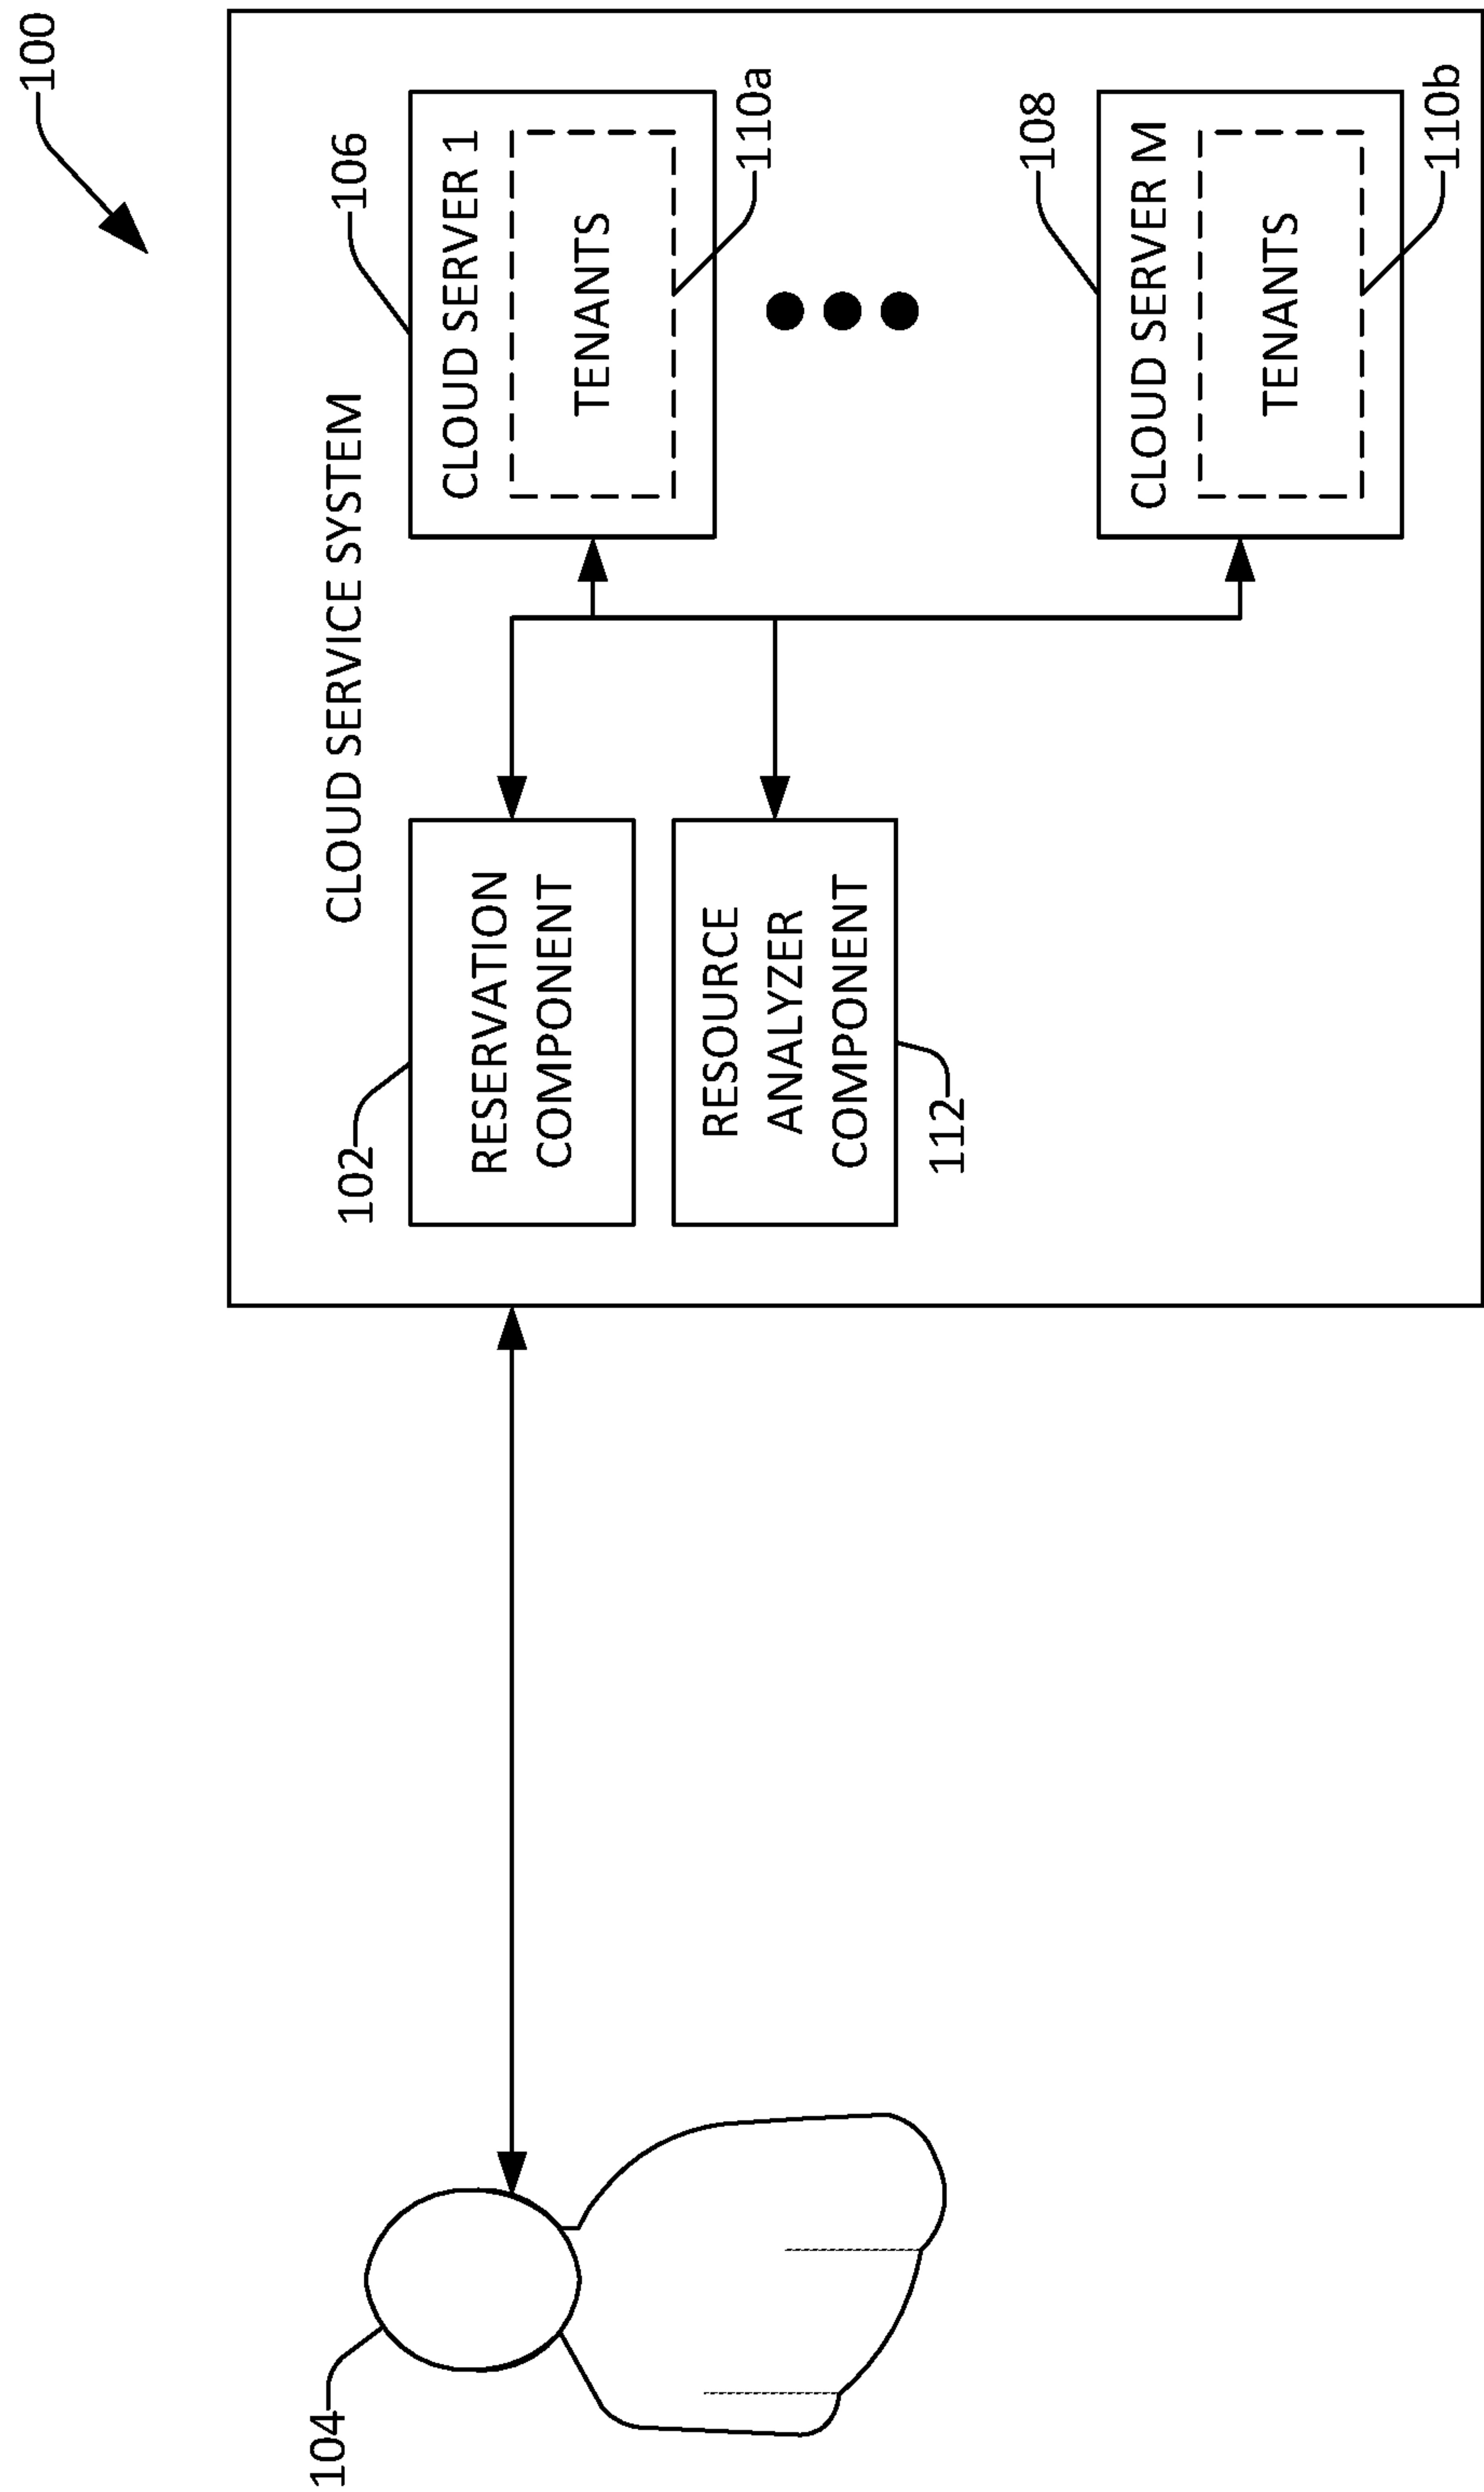 100
CLOUD SERVICE SYSTEM
102
RESERVATION
COMPONENT
RESOURCE
ANALYZER
COMPONENT
112
106
CLOUD SERVER 1
TENANTS
110a
108
CLOUD SERVER M
TENANTS
110b
104